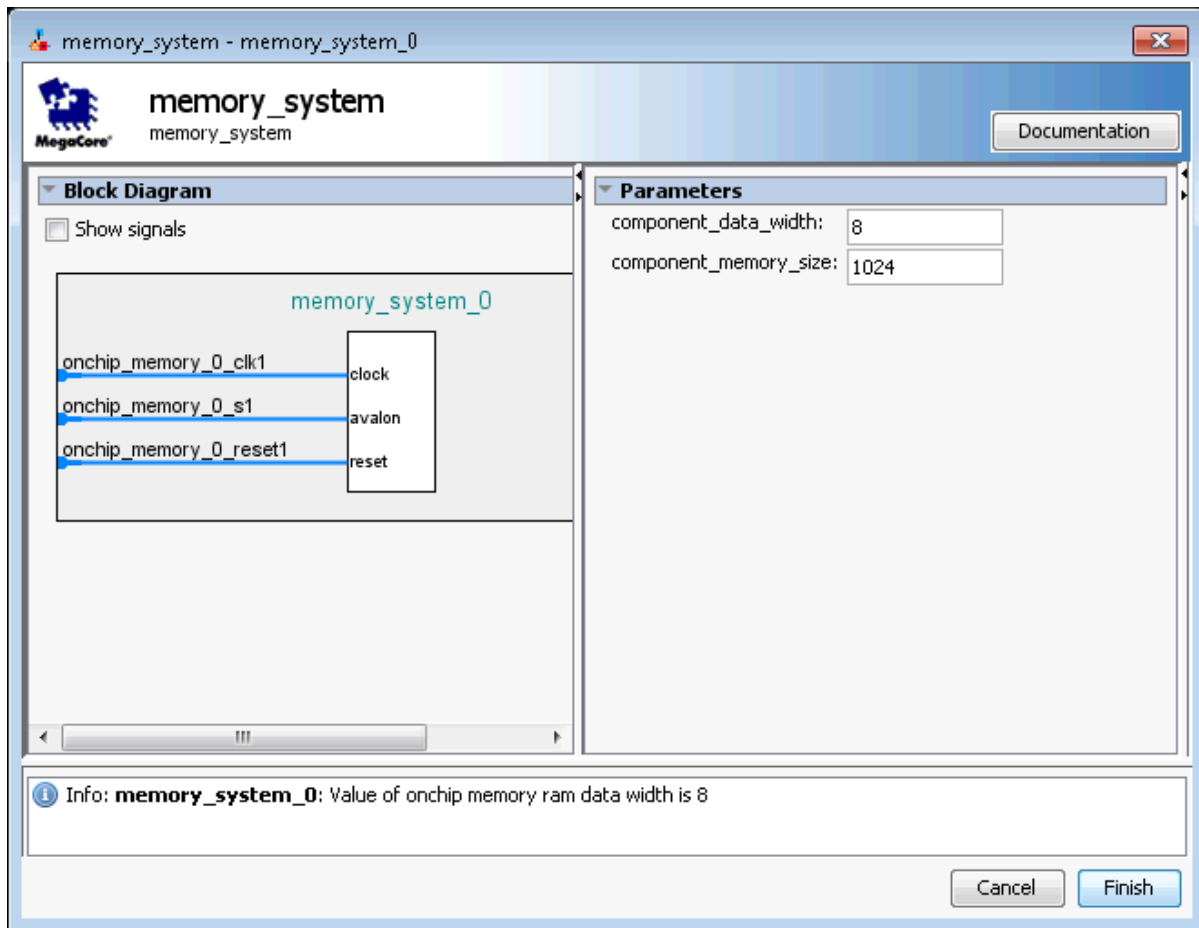 memory_system - memory_system_0
MegaCore®
memory_system
memory_system
Documentation
Block Diagram
Show signals
memory_system_0
onchip_memory_0_clk1
clock
onchip_memory_0_s1
avalon
onchip_memory_0_reset1
reset
Parameters
component_data_width: 8
component_memory_size: 1024
Info: memory_system_0: Value of onchip memory ram data width is 8
Cancel
Finish